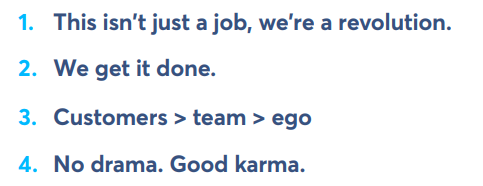 1. This isn't just a job, we're a revolution.
2. We get it done.
3. Customers > team > ego
4. No drama. Good karma.